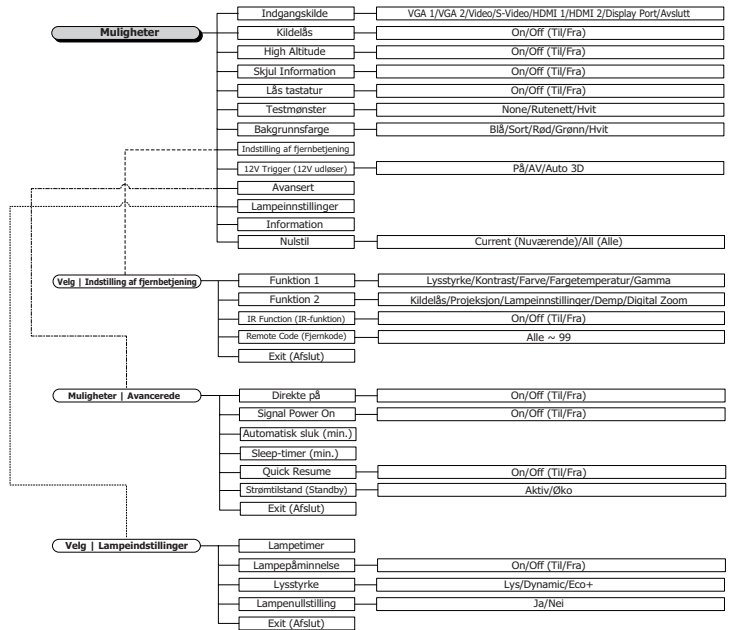 Indgangskilde VGA 1/VGA 2/Video/S-Video/HDMI 1/HDMI 2/Display Port/Avslutt
Muligheter Kildelås On/Off (Til/Fra)
High Altitude On/Off (Til/Fra)
Skjul Information On/Off (Til/Fra)
Lås tastatur On/Off (Til/Fra)
Testmønster None/Rutenett/Hvit
Bakgrunnsfarge Blå/Sort/Rød/Grønn/Hvit
Indstilling af fjernbetjening
12V Trigger (12V udløser) På/AV/Auto 3D
Avansert
Lampeinnstillinger
Information
Nulstil Current (Nuværende)/All (Alle)
Velg | Indstilling af fjernbetjening Funktion 1 Lysstyrke/Kontrast/Farve/Fargetemperatur/Gamma
Funktion 2 Kildelås/Projeksjon/Lampeinnstillinger/Demp/Digital Zoom
IR Function (IR-funktion) On/Off (Til/Fra)
Remote Code (Fjernkode) Alle ~ 99
Exit (Afslut)
Muligheter | Avancerede Direkte på On/Off (Til/Fra)
Signal Power On On/Off (Til/Fra)
Automatisk sluk (min.)
Sleep-timer (min.)
Quick Resume On/Off (Til/Fra)
Strømtilstand (Standby) Aktiv/Øko
Exit (Afslut)
Velg | Lampeindstillinger Lampetimer
Lampepåminnelse On/Off (Til/Fra)
Lysstyrke Lys/Dynamic/Eco+
Lampenullstilling Ja/Nei
Exit (Afslut)